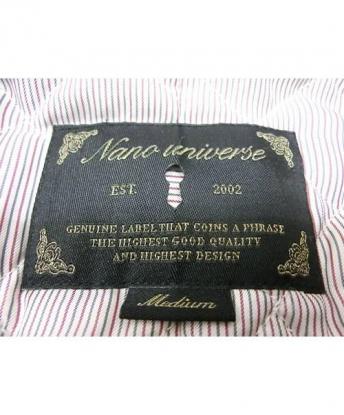 Nano universe
EST. 2002
GENUINE LABEL THAT COINS A PHRASE
THE HIGHEST GOOD QUALITY
AND HIGHEST DESIGN
Medium